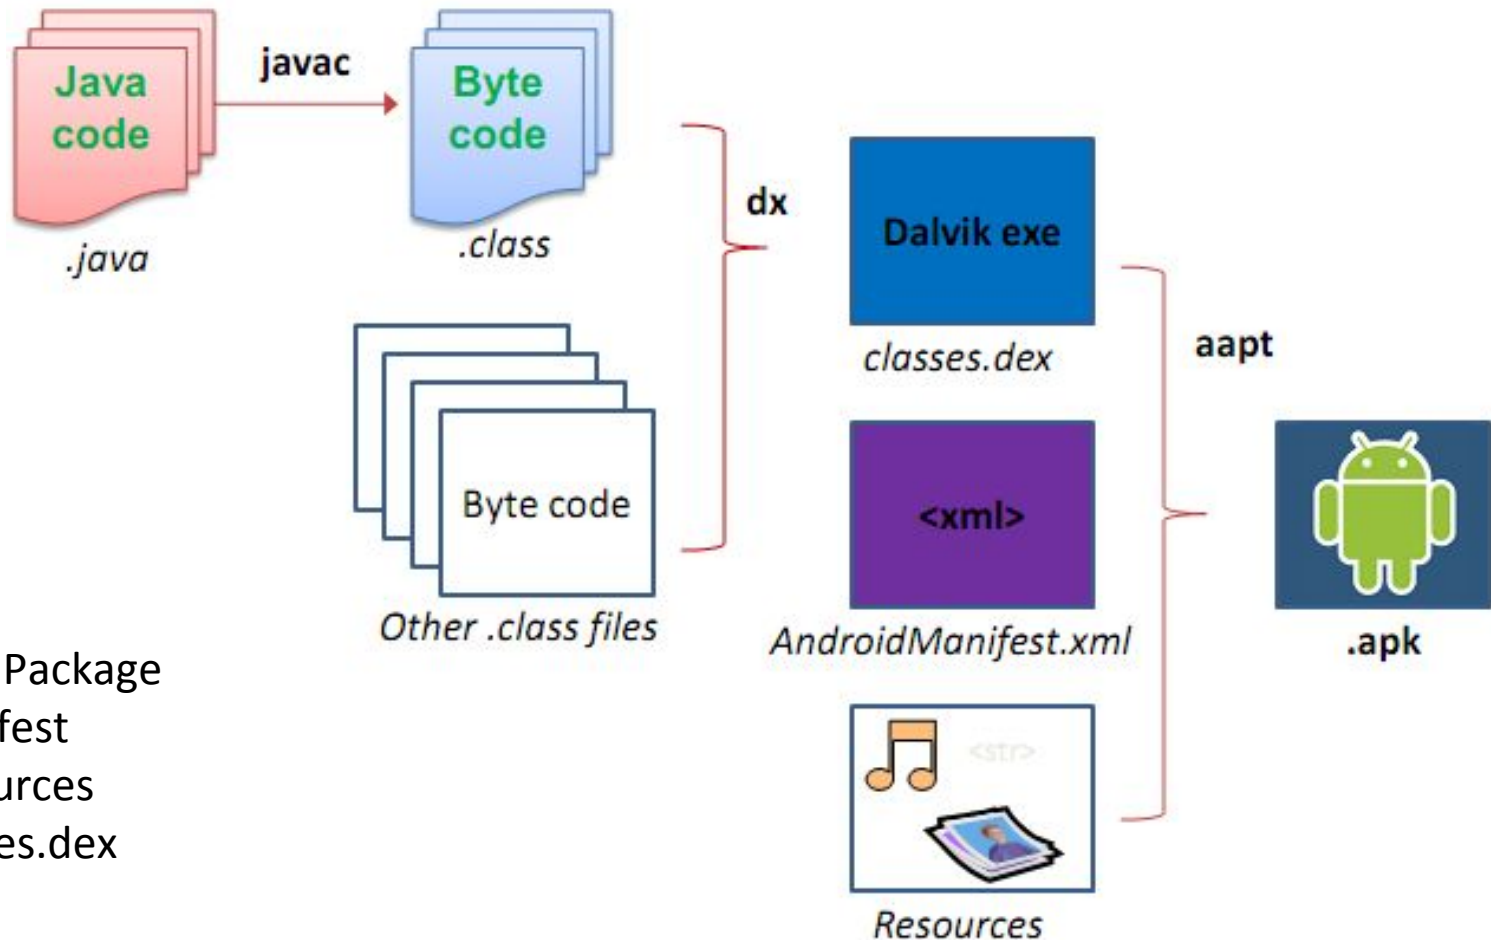 Java
code
.java
javac
Byte
code
.class
Byte code
Other .class files
dx
Dalvik exe
classes.dex
<xml>
AndroidManifest.xml
<str>
Resources
aapt
.apk
Package
fest
urces
es.dex